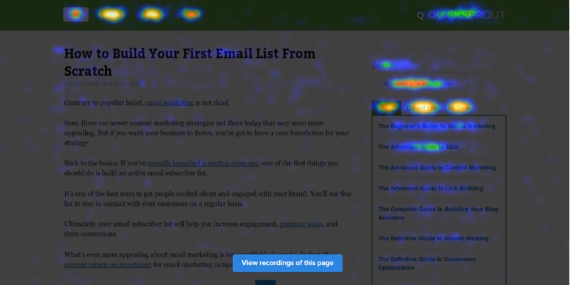 QUICKSPROUT
How to Build Your First Email List From
Scratch
Contrary to popular belief, email marketing is not dead.
Sure, there are newer content marketing strategies out there today that may seem more
appealing. But if you want your business to thrive, you've got to have a core foundation for your
strategy.
Stick to the basics. If you've recently launched a startup company, one of the first things you
should do is build an active email subscriber list.
It's one of the best ways to get people excited about and engaged with your brand. You'll use this
list to stay in contact with your customers on a regular basis.
Ultimately, your email subscriber list will help you increase engagement, generate leads, and
drive conversions.
What's even more appealing about email marketing is
average return on investment for email marketing
View recordings of this page
The Beginner's Guide to Online Marketing
The Advanced Guide to SEO
The Advanced Guide to Content Marketing
The Advanced Guide to Link Building
The Complete Guide to Building Your Blog
Audience
The Definitive Guide to Growth Hacking
The Definitive Guide to Conversion
Optimization